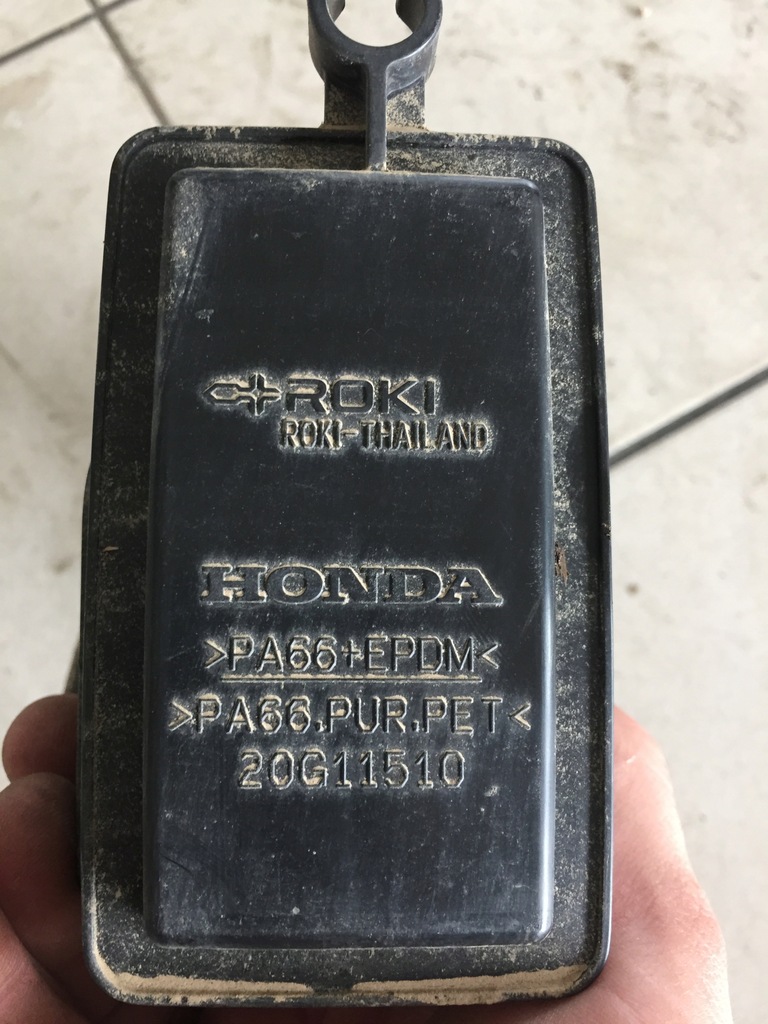 ROKI
ROKI-THAILAND
HONDA
>PA66+EPDM<
>PA66.PUR.PET<
20G11510